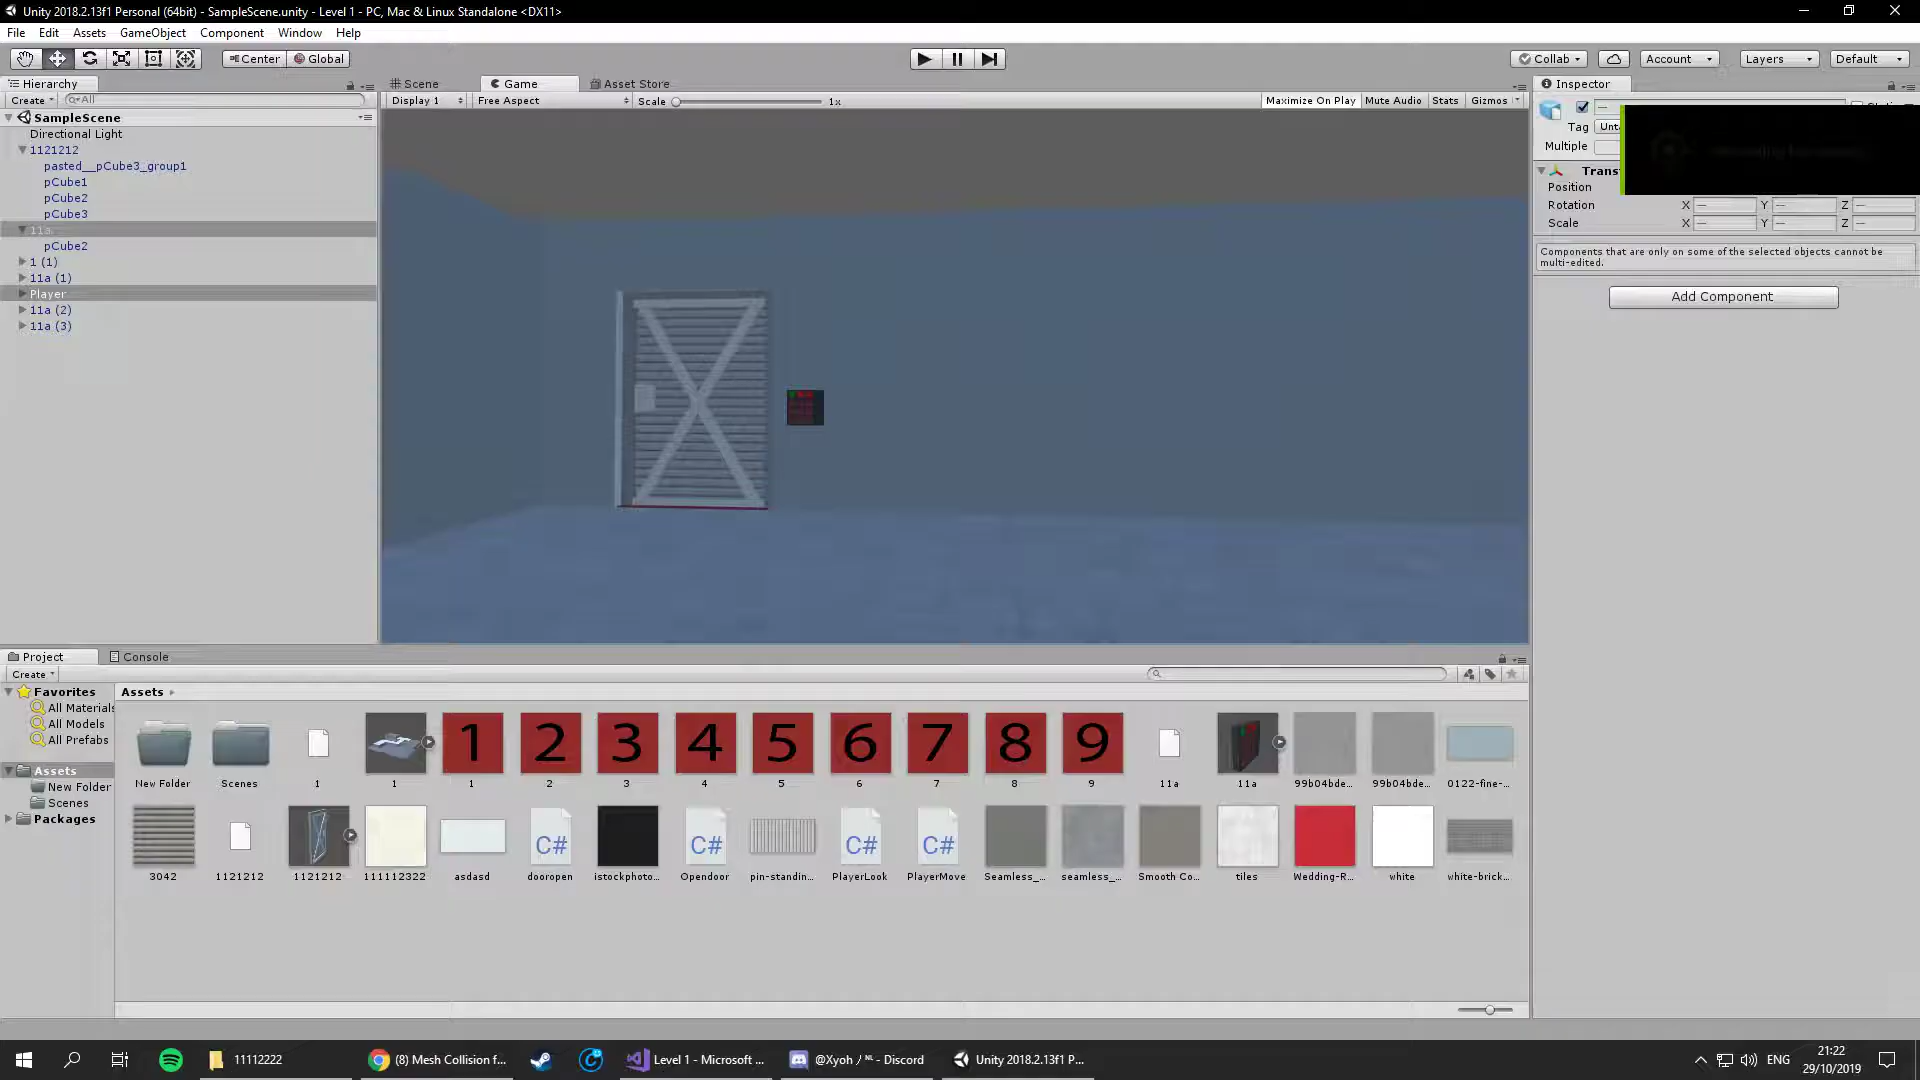 Unity 2018.2.13f1 Personal (64bit) - SampleScene.unity - Level 1 - PC, Mac & Linux Standalone <DX11>
File Edit Assets GameObject Component Window Help
Center Global Collab Account Layers Default
Hierarchy Scene Game Asset Store Inspector
Create All Display 1 Free Aspect Scale 1x Maximize On Play Mute Audio Stats Gizmos
SampleScene
Directional Light
1121212
pasted__pCube3_group1
pCube1
pCube2
pCube3
11a
pCube2
1 (1)
11a (1)
Player
11a (2)
11a (3)
Tag
Multiple
Position
Rotation X Y Z
Scale X Y Z
Components that are only on some of the selected objects cannot be
multi-edited.
Add Component
Project Console
Create
Favorites Assets
All Materials
All Models
All Prefabs
Assets
New Folder
Scenes
Packages
1 2 3 4 5 6 7 8 9
New Folder Scenes 1 1 1 2 3 4 5 6 7 8 9 11a 11a 99b04bde... 99b04bde... 0122-fine-...
C# C# C# C#
3042 1121212 1121212 111112322 asdasd dooropen istockphoto... Opendoor pin-standin... PlayerLook PlayerMove Seamless_... seamless_... Smooth Co... tiles Wedding-R... white white-brick...
11112222 (8) Mesh Collision f... Level 1 - Microsoft ... - Discord Unity 2018.2.13f1 P... ENG 21:22
29/10/2019